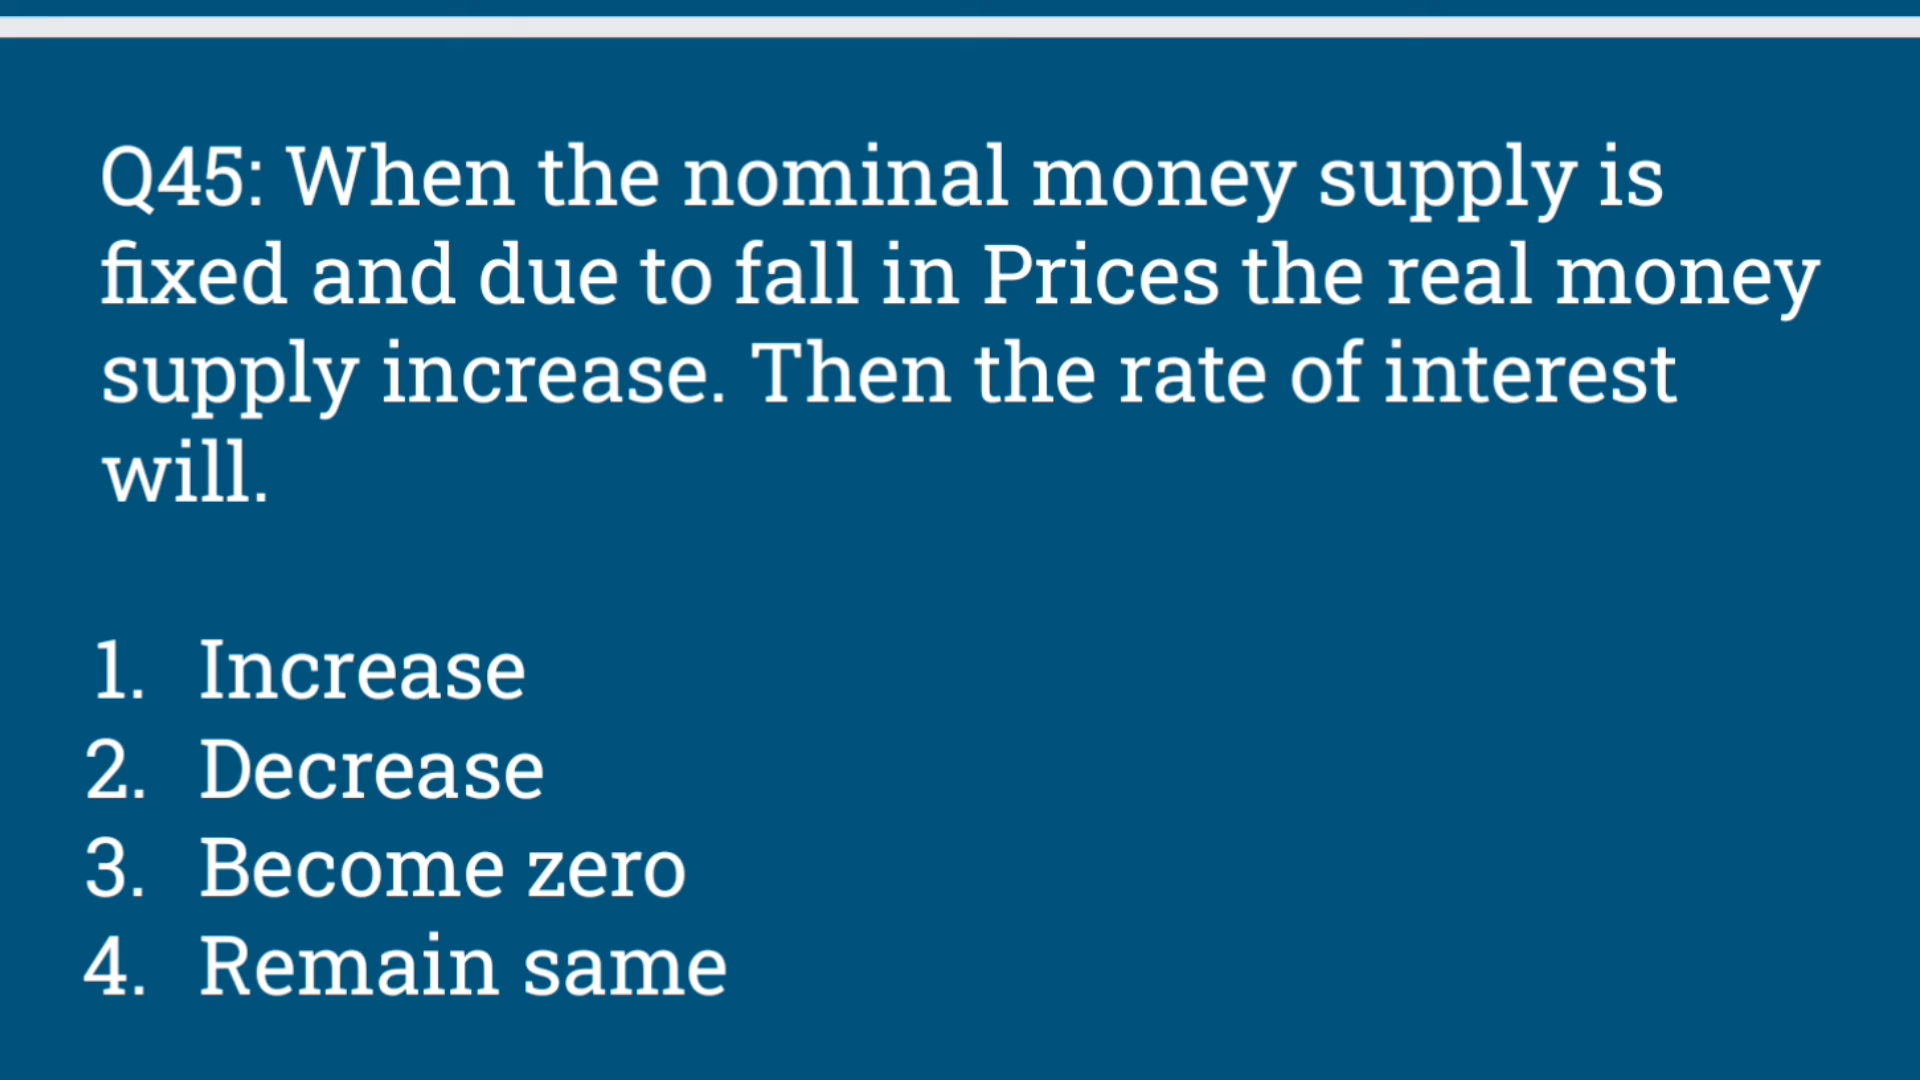 Q45: When the nominal money supply is
fixed and due to fall in Prices the real money
supply increase. Then the rate of interest
will.
1. Increase
2. Decrease
3. Become zero
4. Remain same